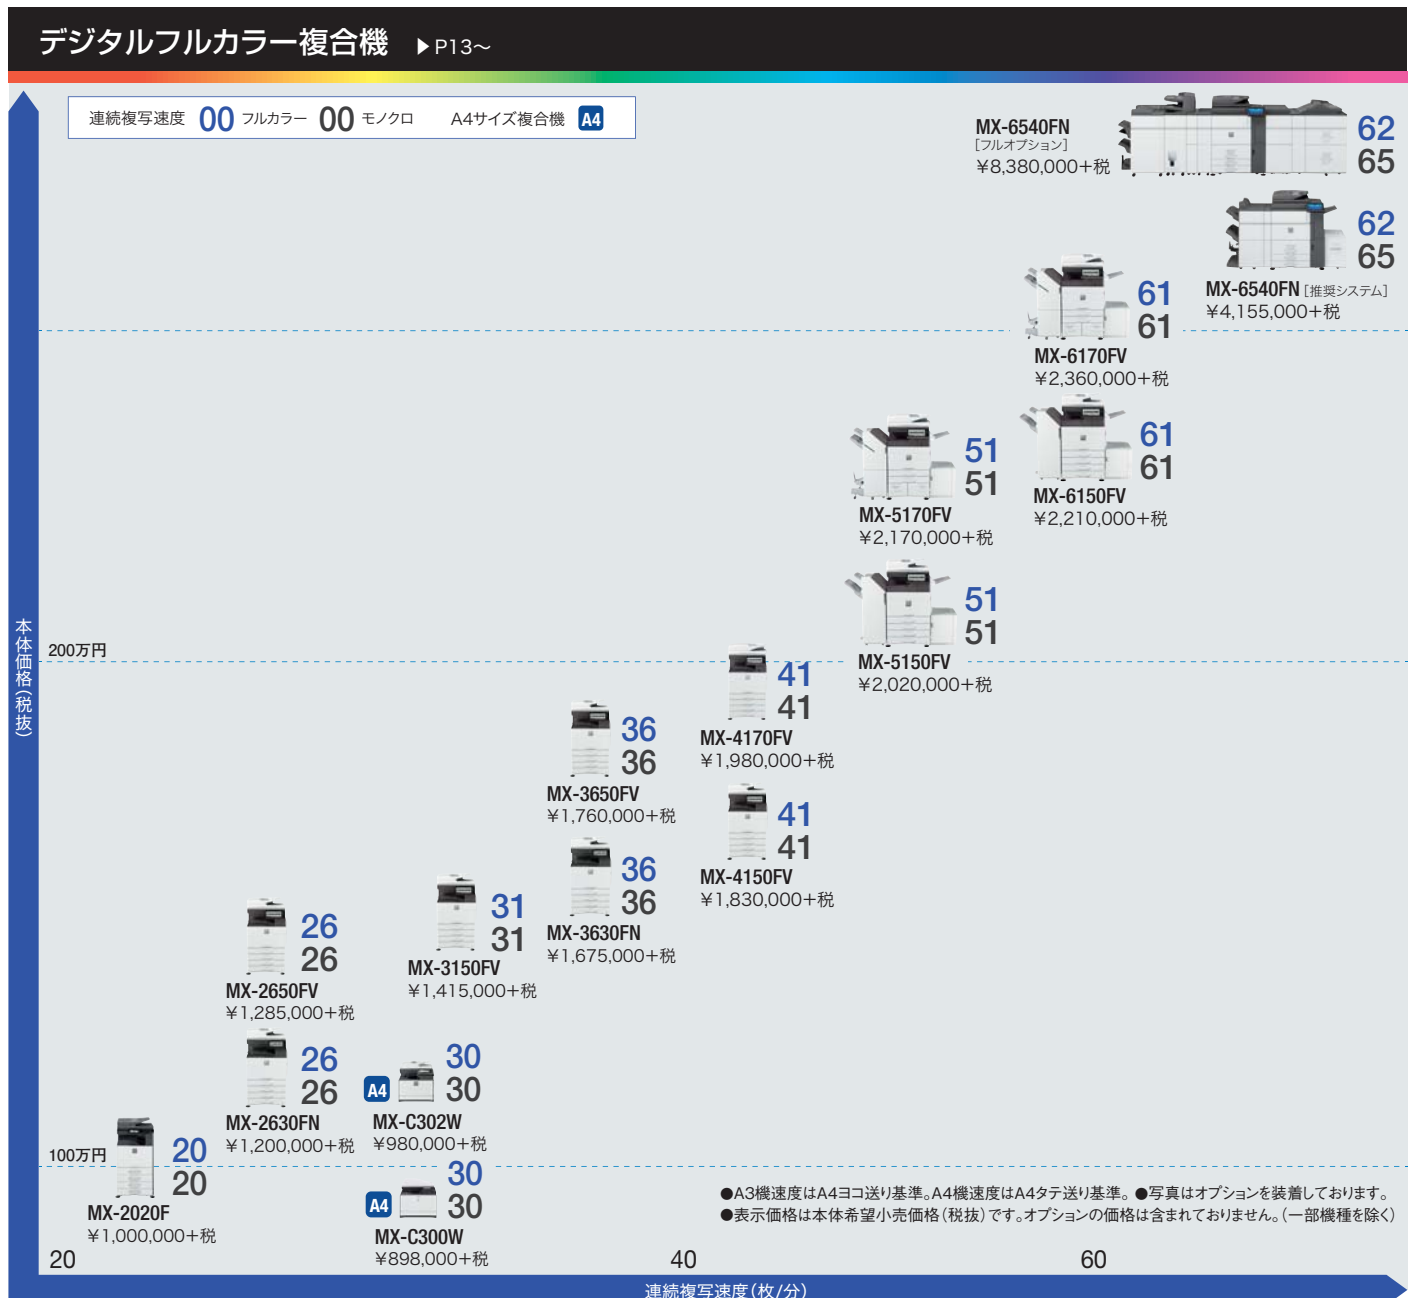 デジタルフルカラー複合機 ▶P13〜
連続複写速度 00 フルカラー 00 モノクロ A4サイズ複合機 A4
MX-6540FN
[フルオプション]
¥8,380,000+税
62
65
62
65
MX-6540FN [推奨システム]
¥4,155,000+税
61
61
MX-6170FV
¥2,360,000+税
61
61
MX-6150FV
¥2,210,000+税
51
51
MX-5170FV
¥2,170,000+税
51
51
MX-5150FV
¥2,020,000+税
本体価格(税抜)
200万円
41
41
MX-4170FV
¥1,980,000+税
36
36
MX-3650FV
¥1,760,000+税
41
41
MX-4150FV
¥1,830,000+税
36
36
MX-3630FN
¥1,675,000+税
31
31
MX-3150FV
¥1,415,000+税
26
26
MX-2650FV
¥1,285,000+税
26
26
MX-2630FN
¥1,200,000+税
A4
30
30
MX-C302W
¥980,000+税
100万円
20
20
MX-2020F
¥1,000,000+税
A4
30
30
MX-C300W
¥898,000+税
●A3機速度はA4ヨコ送り基準。A4機速度はA4タテ送り基準。 ●写真はオプションを装着しております。
●表示価格は本体希望小売価格(税抜)です。オプションの価格は含まれておりません。(一部機種を除く)
20 40 60
連続複写速度(枚/分)